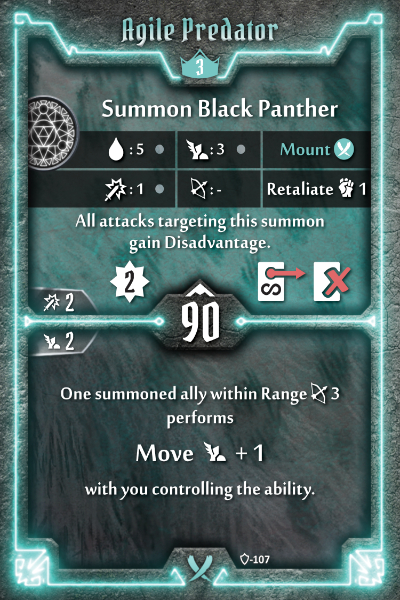 Agile Predator
3
Summon Black Panther
: 5
: 3
Mount
: 1
: -
Retaliate 1
All attacks targeting this summon
gain Disadvantage.
2
2
90
2
One summoned ally within Range 3
performs
Move + 1
with you controlling the ability.
-107